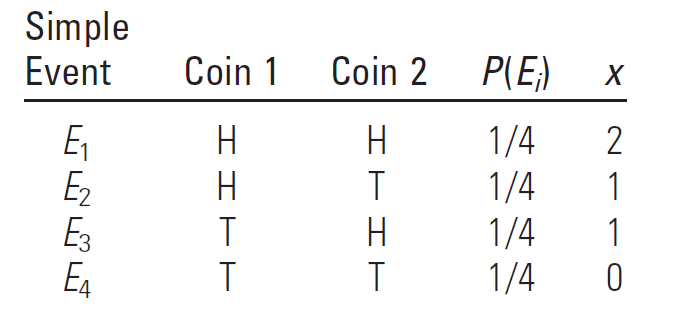 Simple
Event Coin 1 Coin 2 P(Ei) x
E1 H H 1/4 2
E2 H T 1/4 1
E3 T H 1/4 1
E4 T T 1/4 0